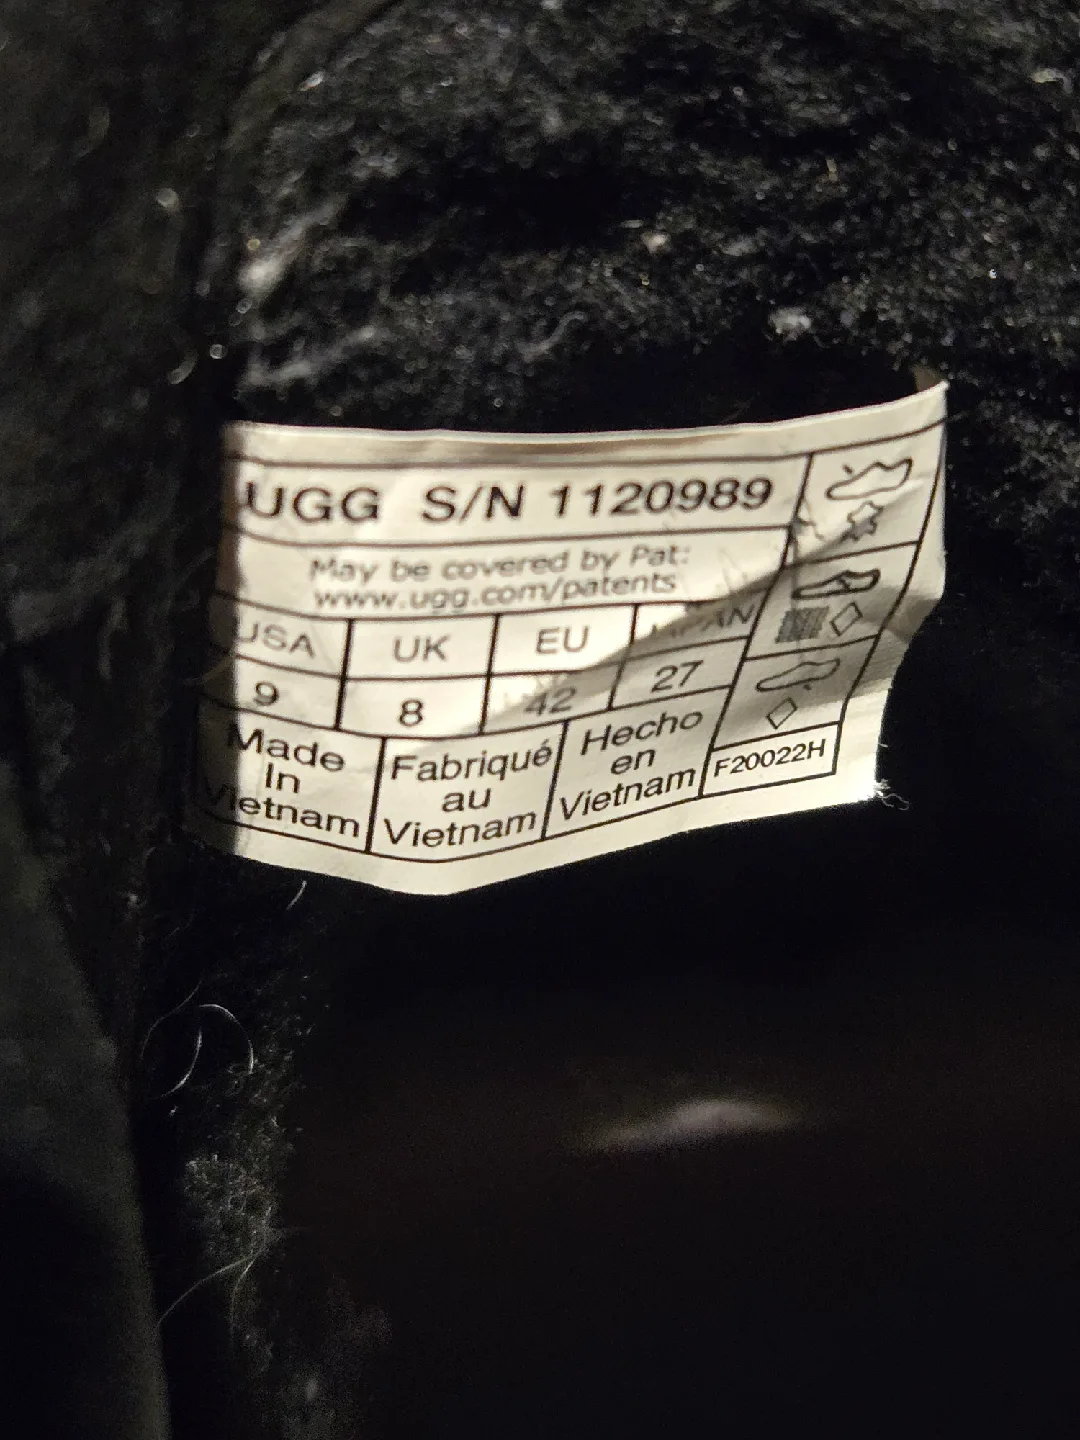 UGG S/N 1120989
May be covered by Pat:
www.ugg.com/patents
USA UK EU JAPAN
9 8 42 27
Made In Vietnam
Fabriqué au Vietnam
Hecho en Vietnam
F20022H